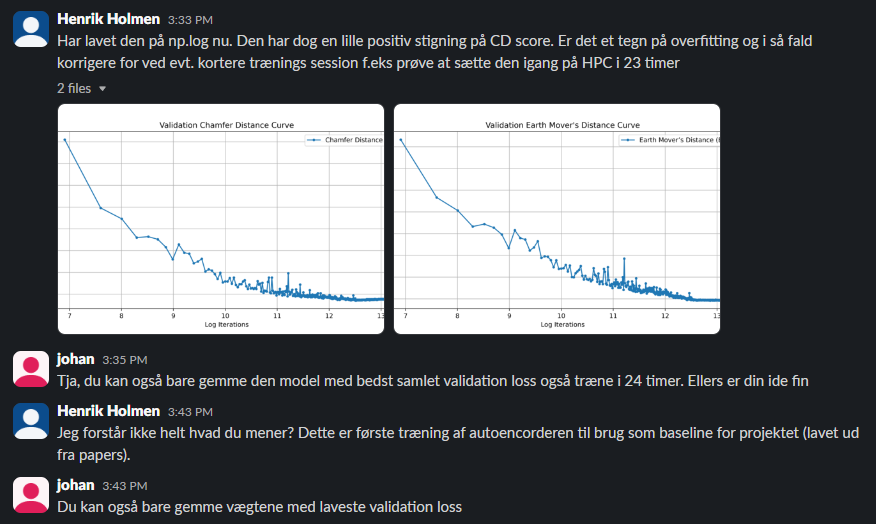 Henrik Holmen 3:33 PM
Har lavet den på np.log nu. Den har dog en lille positiv stigning på CD score. Er det et tegn på overfitting og i så fald
korrigere for ved evt. kortere trænings session f.eks prøve at sætte den igang på HPC i 23 timer
2 files
Validation Chamfer Distance Curve
Chamfer Distance
7 8 9 10 11 12 13
Log Iterations
Validation Earth Mover's Distance Curve
Earth Mover's Distance (E
7 8 9 10 11 12 13
Log Iterations
johan 3:35 PM
Tja, du kan også bare gemme den model med bedst samlet validation loss også træne i 24 timer. Ellers er din ide fin
Henrik Holmen 3:43 PM
Jeg forstår ikke helt hvad du mener? Dette er første træning af autoencorderen til brug som baseline for projektet (lavet ud
fra papers).
johan 3:43 PM
Du kan også bare gemme vægtene med laveste validation loss